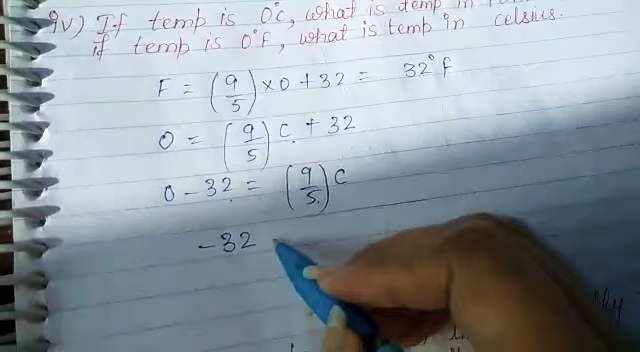 iv) If temp is 0°C, what is temp in
if temp is 0°F, what is temp in celsius.
F = (9/5) × 0 + 32 = 32°F
0 = (9/5) C + 32
0 - 32 = (9/5) C
- 32